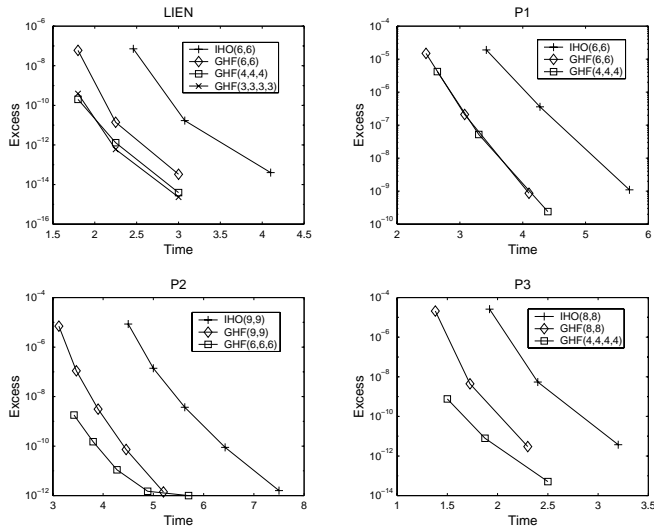 LIEN
10^-6
10^-8
10^-10
10^-12
10^-14
10^-16
Excess
IHO(6,6)
GHF(6,6)
GHF(4,4,4)
GHF(3,3,3,3)
1.5 2 2.5 3 3.5 4 4.5
Time
P1
10^-4
10^-5
10^-6
10^-7
10^-8
10^-9
10^-10
Excess
IHO(6,6)
GHF(6,6)
GHF(4,4,4)
2 3 4 5 6
Time
P2
10^-4
10^-6
10^-8
10^-10
10^-12
Excess
IHO(9,9)
GHF(9,9)
GHF(6,6,6)
3 4 5 6 7 8
Time
P3
10^-4
10^-6
10^-8
10^-10
10^-12
10^-14
Excess
IHO(8,8)
GHF(8,8)
GHF(4,4,4,4)
1 1.5 2 2.5 3 3.5
Time